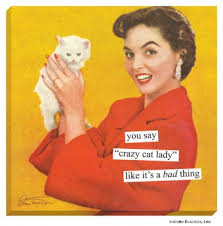 you say
"crazy cat lady"
like it's a bad thing